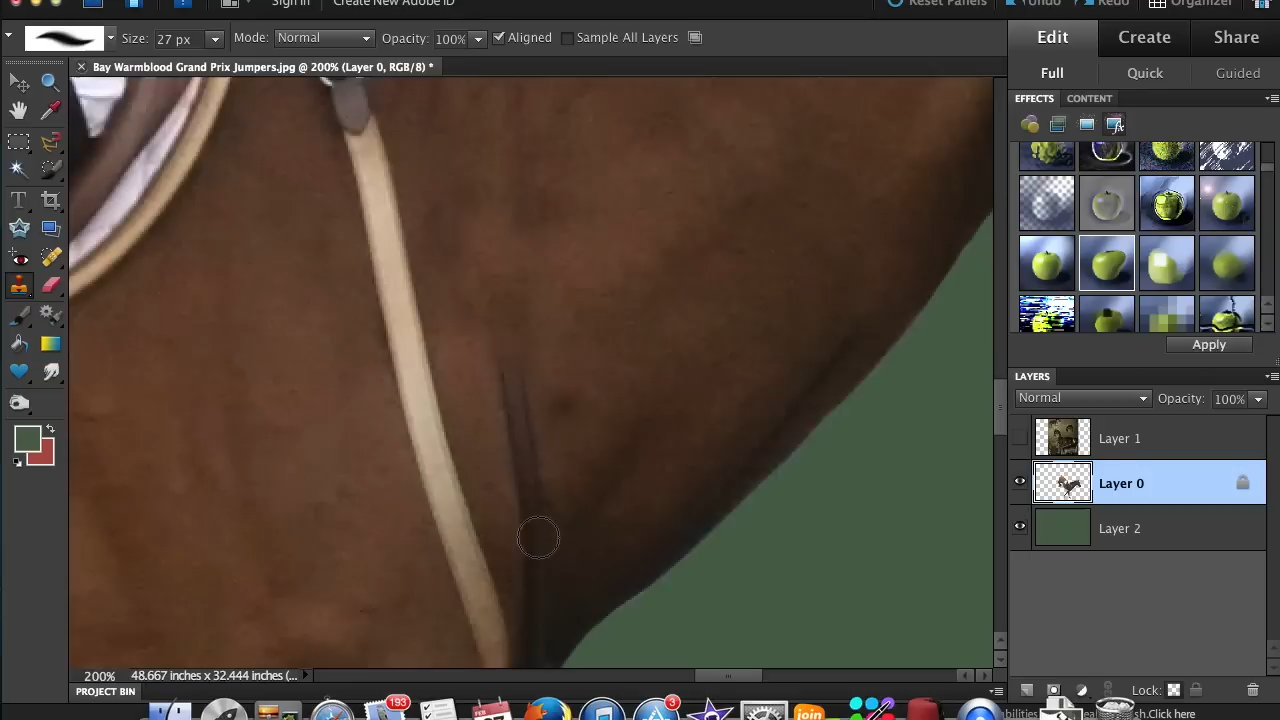 Sign In
Create New Adobe ID
Reset Panels
Undo
Redo
Organizer
Size: 27 px
Mode: Normal
Opacity: 100%
Aligned
Sample All Layers
Edit
Create
Share
Bay Warmblood Grand Prix Jumpers.jpg @ 200% (Layer 0, RGB/8) *
Full
Quick
Guided
EFFECTS
CONTENT
T
Apply
LAYERS
Normal
Opacity: 100%
Layer 1
Layer 0
Layer 2
200%
48.667 inches x 32.444 inches (...
Lock:
PROJECT BIN
193
3
FEB
join
Click here